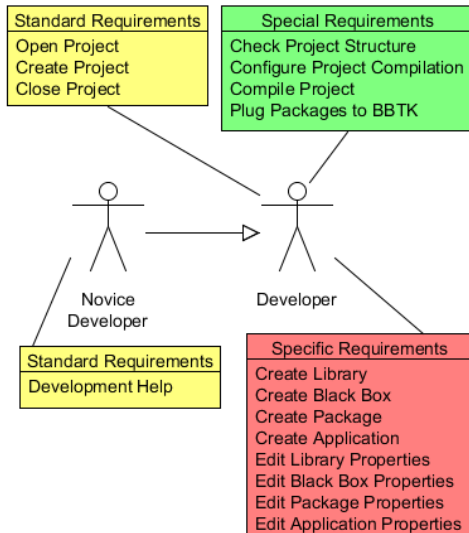 Standard Requirements
Open Project
Create Project
Close Project
Special Requirements
Check Project Structure
Configure Project Compilation
Compile Project
Plug Packages to BBTK
Novice
Developer
Developer
Standard Requirements
Development Help
Specific Requirements
Create Library
Create Black Box
Create Package
Create Application
Edit Library Properties
Edit Black Box Properties
Edit Package Properties
Edit Application Properties